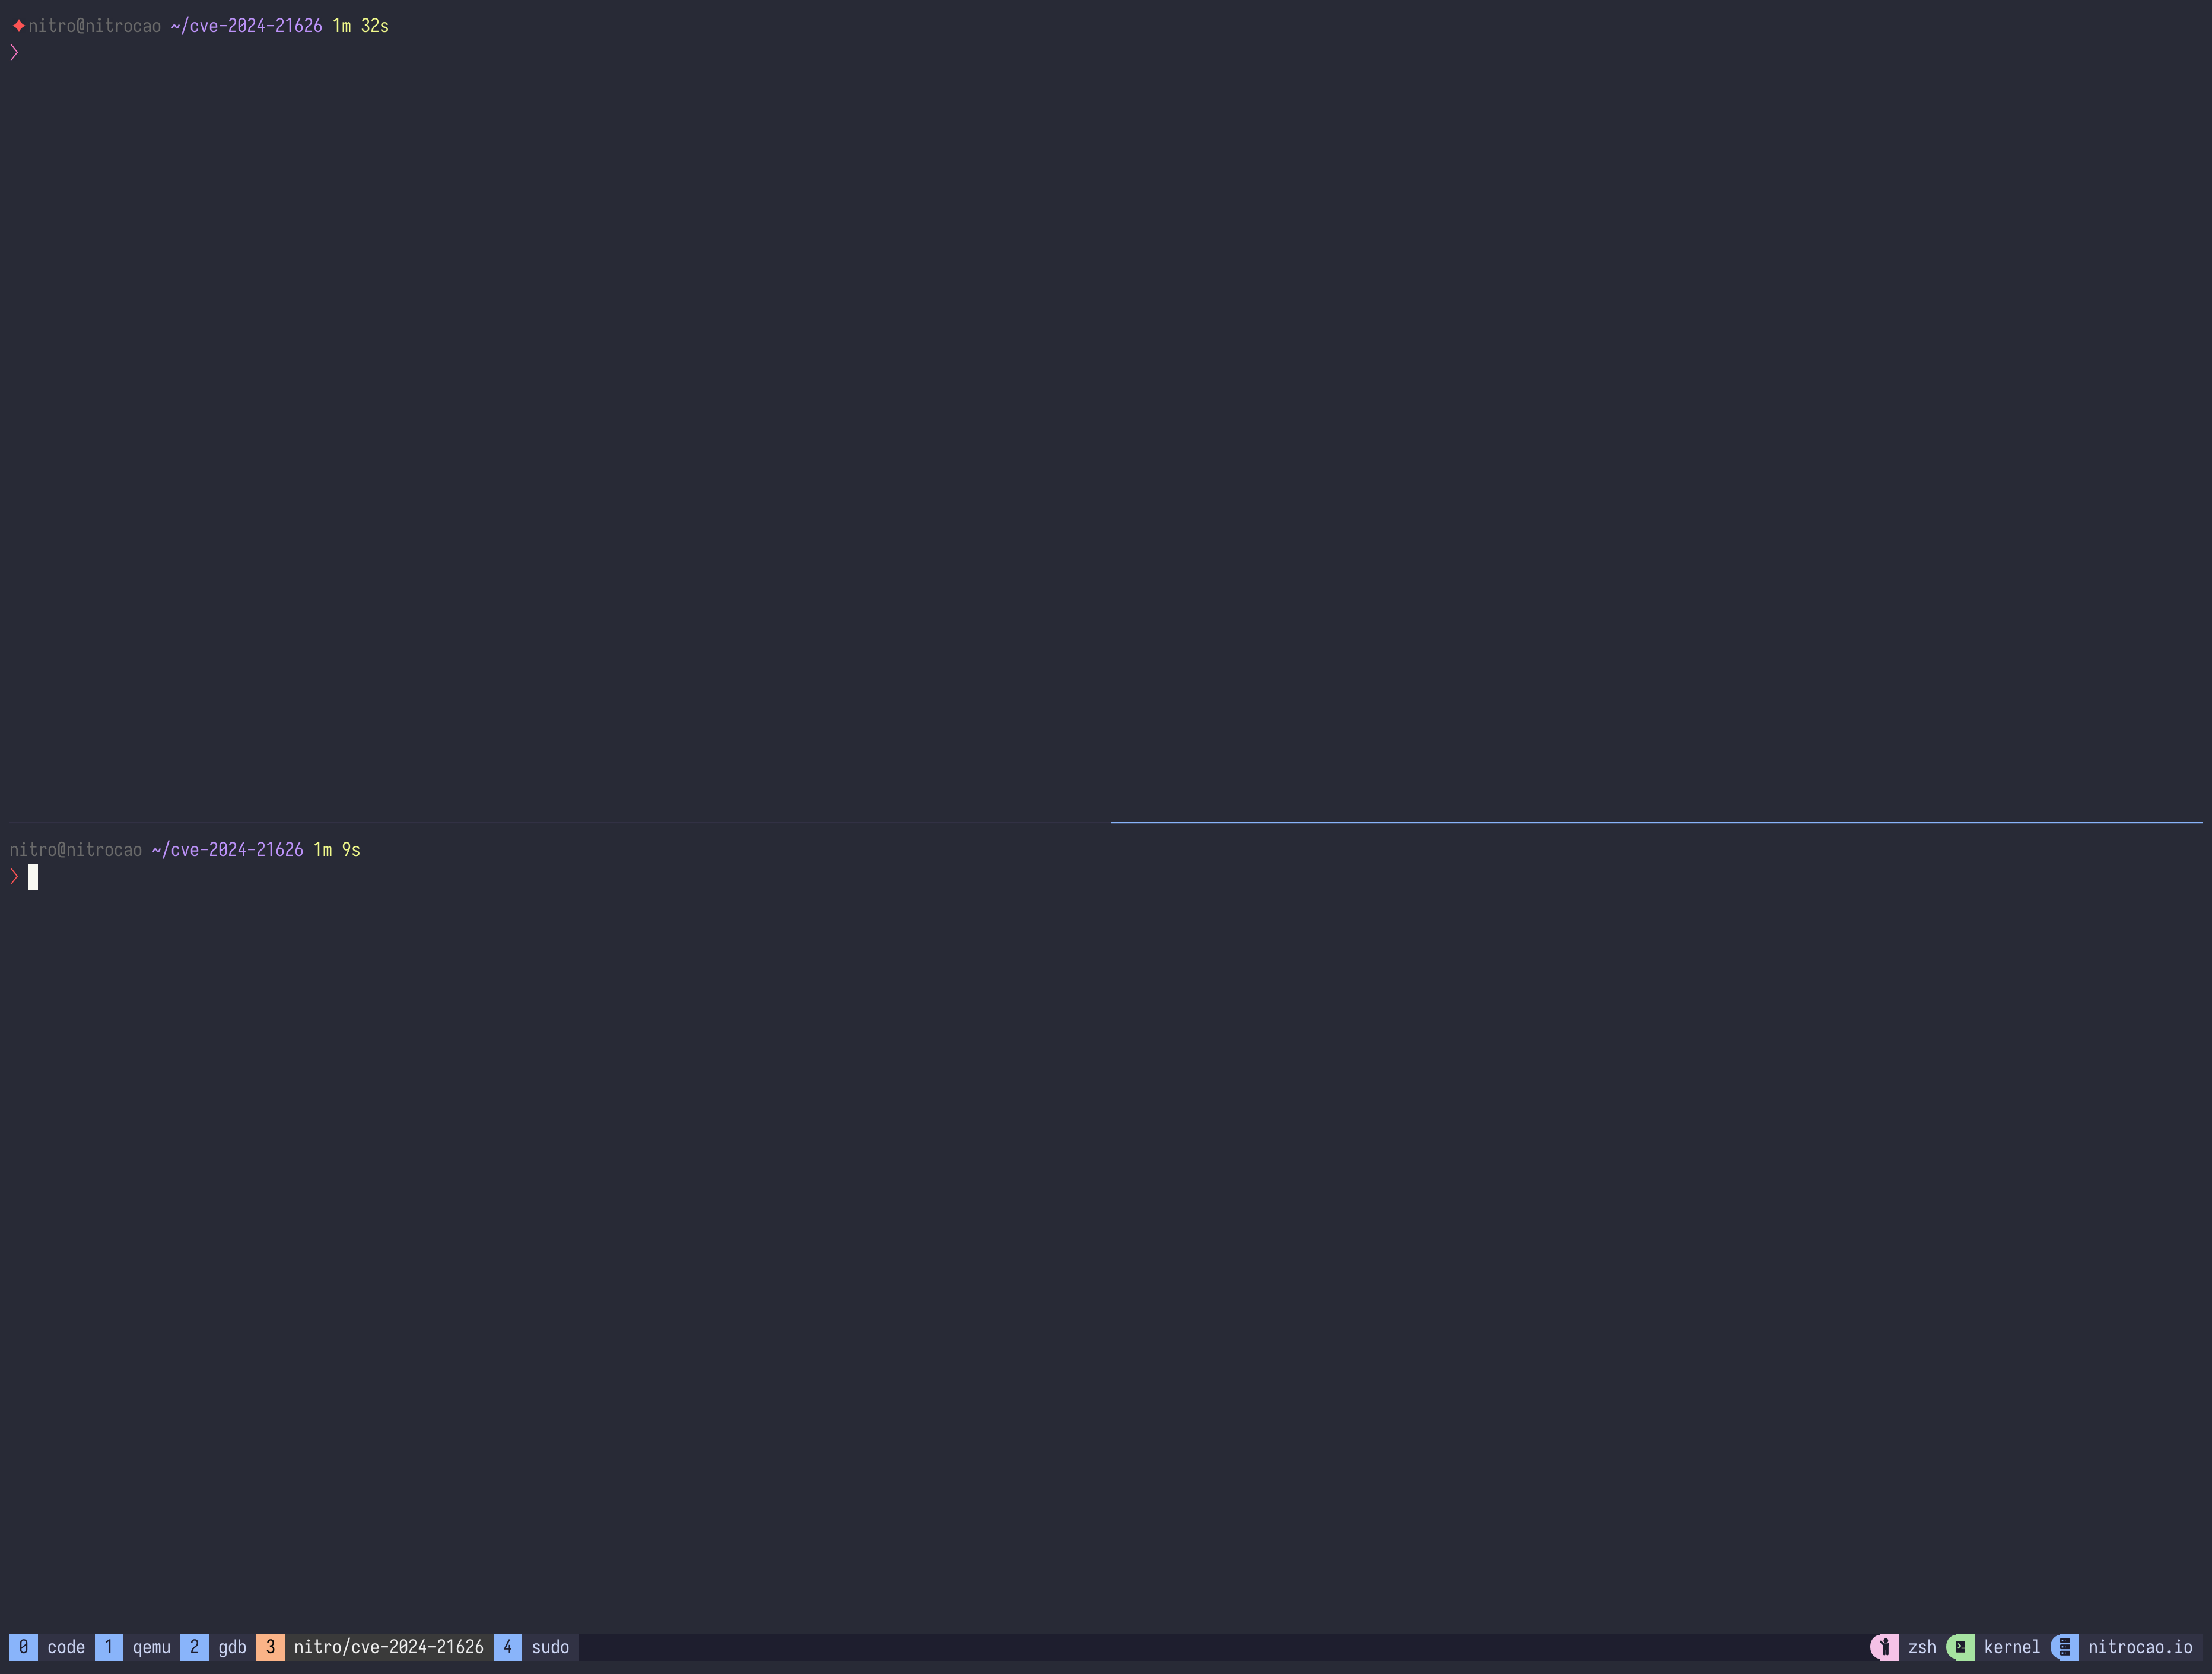 ✦nitro@nitrocao ~/cve-2024-21626 1m 32s
❯
nitro@nitrocao ~/cve-2024-21626 1m 9s
❯
0 code 1 qemu 2 gdb 3 nitro/cve-2024-21626 4 sudo zsh kernel nitrocao.io